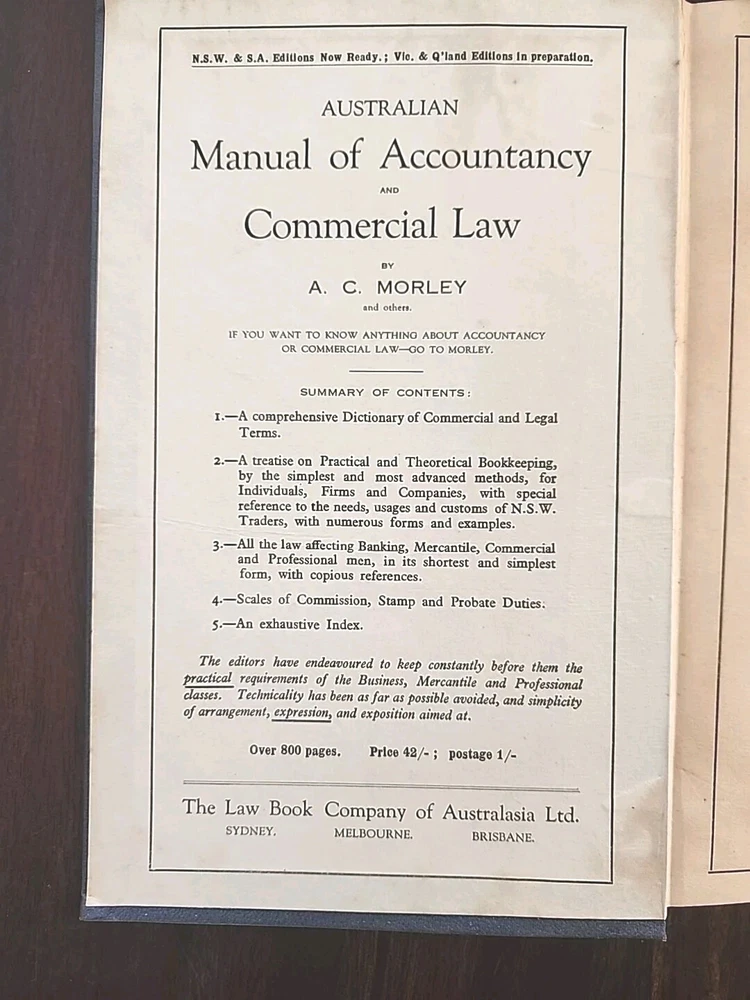 N.S.W. & S.A. Editions Now Ready.; Vic. & Q'land Editions in preparation.
AUSTRALIAN
Manual of Accountancy
AND
Commercial Law
BY
A. C. MORLEY
and others.
IF YOU WANT TO KNOW ANYTHING ABOUT ACCOUNTANCY
OR COMMERCIAL LAW—GO TO MORLEY.
SUMMARY OF CONTENTS:
1.—A comprehensive Dictionary of Commercial and Legal
Terms.
2.—A treatise on Practical and Theoretical Bookkeeping,
by the simplest and most advanced methods, for
Individuals, Firms and Companies, with special
reference to the needs, usages and customs of N.S.W.
Traders, with numerous forms and examples.
3.—All the law affecting Banking, Mercantile, Commercial
and Professional men, in its shortest and simplest
form, with copious references.
4.—Scales of Commission, Stamp and Probate Duties.
5.—An exhaustive Index.
The editors have endeavoured to keep constantly before them the
practical requirements of the Business, Mercantile and Professional
classes. Technicality has been as far as possible avoided, and simplicity
of arrangement, expression, and exposition aimed at.
Over 800 pages. Price 42/- ; postage 1/-
The Law Book Company of Australasia Ltd.
SYDNEY. MELBOURNE. BRISBANE.